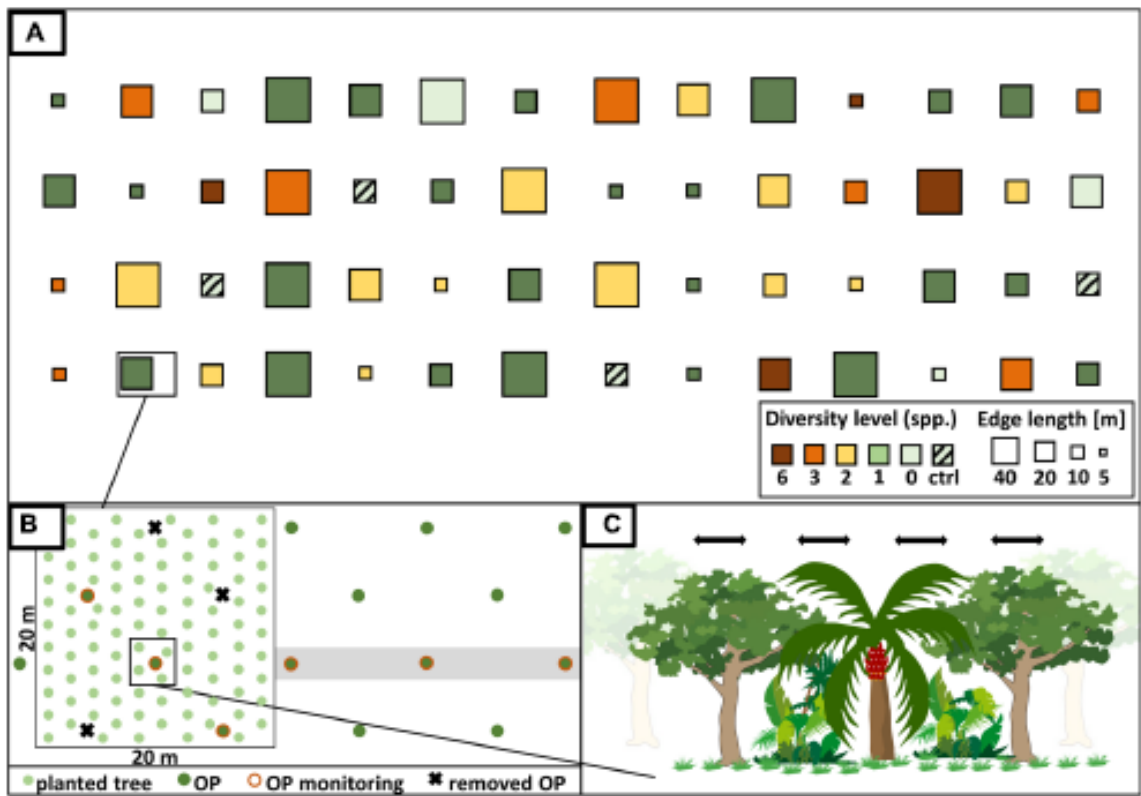 A
Diversity level (spp.) Edge length [m]
6 3 2 1 0 ctrl 40 20 10 5
B
C
20 m
20 m
planted tree OP OP monitoring removed OP